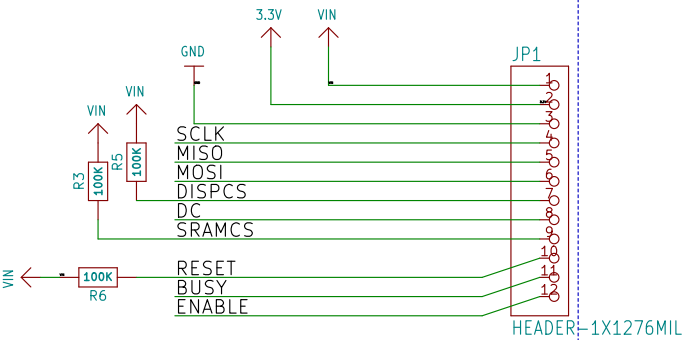 3.3V
VIN
GND
JP1
VIN
VIN
1
2
3
SCLK
4
R5
100K
MISO
5
R3
100K
MOSI
6
DISPCS
7
DC
8
SRAMCS
9
10
VIN
100K
RESET
11
R6
BUSY
12
ENABLE
HEADER-1X1276MIL